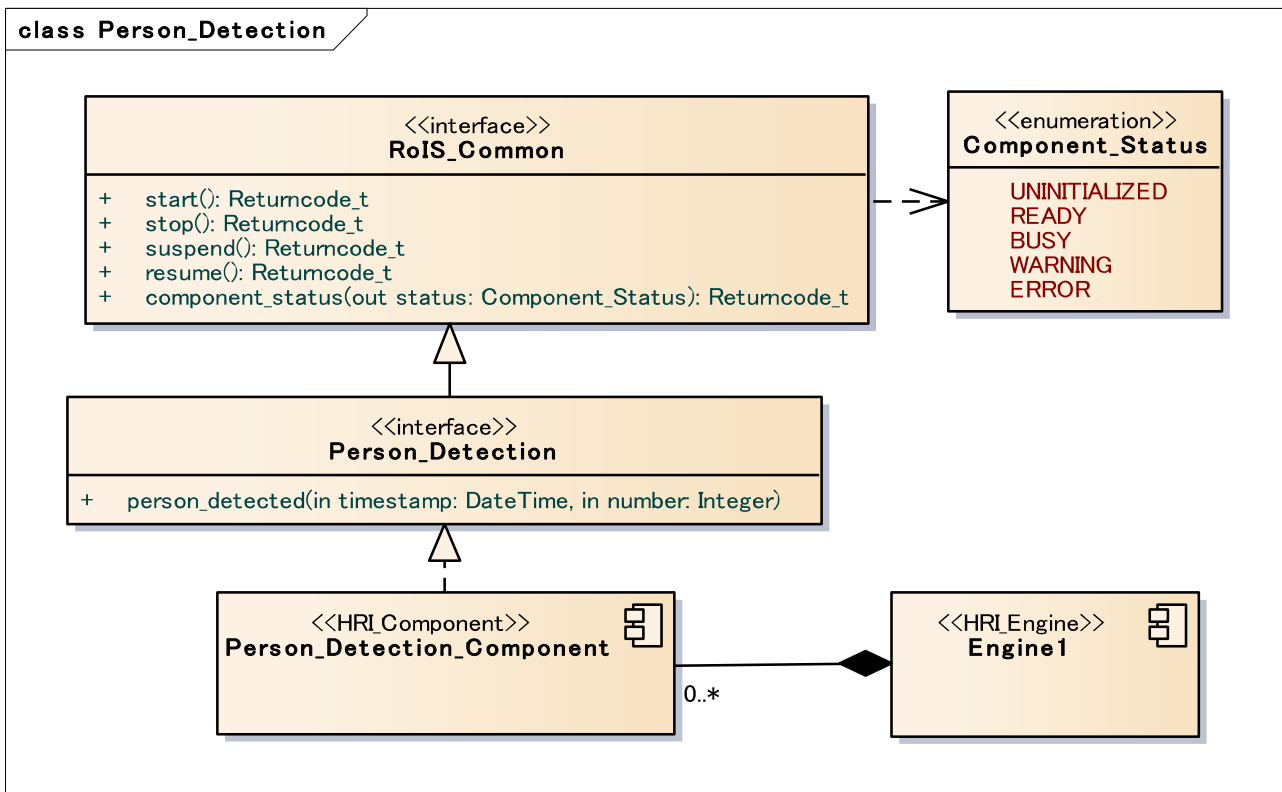 class Person_Detection
<<interface>>
RoIS_Common
+ start(): Returncode_t
+ stop(): Returncode_t
+ suspend(): Returncode_t
+ resume(): Returncode_t
+ component_status(out status: Component_Status): Returncode_t
<<enumeration>>
Component_Status
UNINITIALIZED
READY
BUSY
WARNING
ERROR
<<interface>>
Person_Detection
+ person_detected(in timestamp: DateTime, in number: Integer)
<<HRI_Component>>
Person_Detection_Component
0..*
<<HRI_Engine>>
Engine1